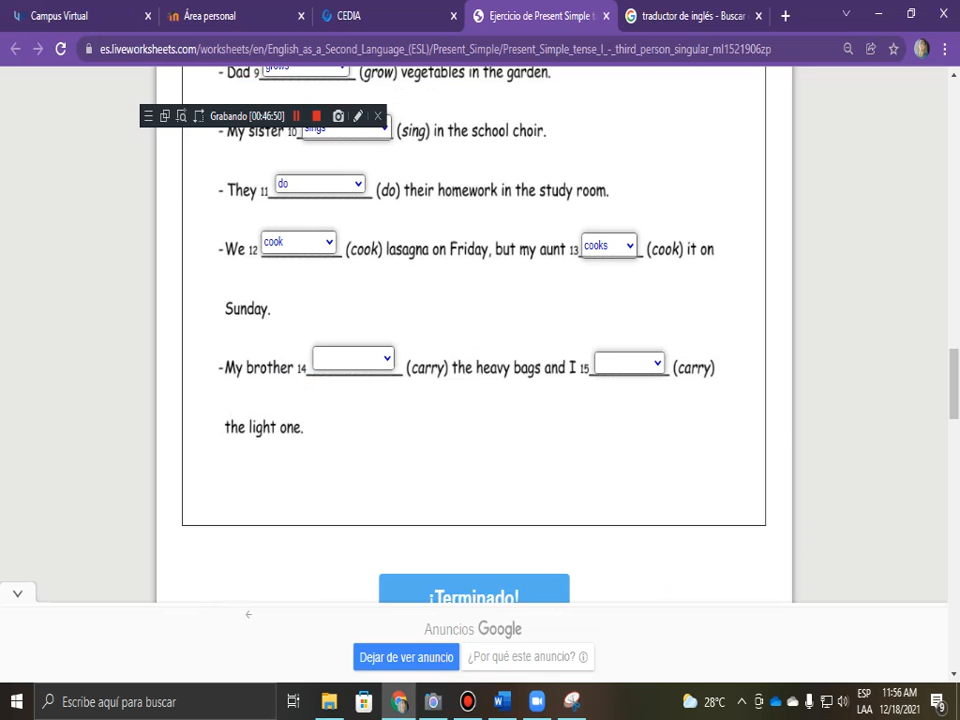 Campus Virtual
Área personal
CEDIA
Ejercicio de Present Simple t
traductor de inglés - Buscar
es.liveworksheets.com/worksheets/en/English_as_a_Second_Language_(ESL)/Present_Simple/Present_Simple_tense_I_-_third_person_singular_ml1521906zp
- Dad 9 grows (grow) vegetables in the garden.
Grabando [00:46:50]
- My sister 10 sings (sing) in the school choir.
- They 11 do (do) their homework in the study room.
- We 12 cook (cook) lasagna on Friday, but my aunt 13 cooks (cook) it on
Sunday.
-My brother 14 (carry) the heavy bags and I 15 (carry)
the light one.
¡Terminado!
Anuncios Google
Dejar de ver anuncio
¿Por qué este anuncio?
Escribe aquí para buscar
28°C
ESP
LAA
11:56 AM
12/18/2021
9